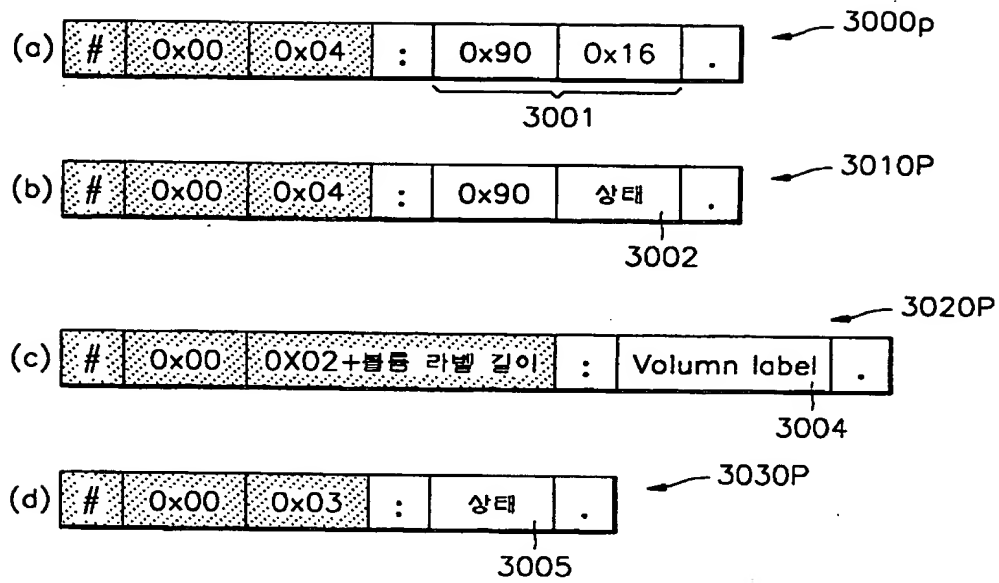 3000p
(a) # 0x00 0x04 : 0x90 0x16 .
3001
3010P
(b) # 0x00 0x04 : 0x90 상태 .
3002
3020P
(c) # 0x00 0X02+볼륨 라벨 길이 : Volumn label .
3004
3030P
(d) # 0x00 0x03 : 상태 .
3005